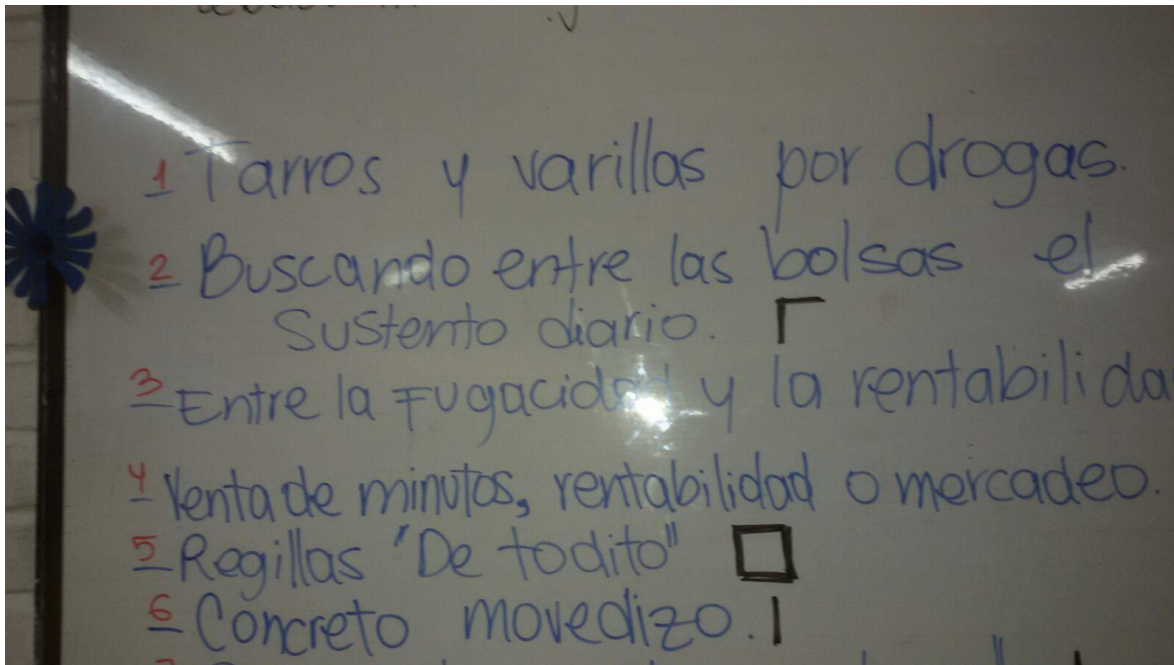 1 Tarros y varillas por drogas.
2 Buscando entre las bolsas el
Sustento diario.
3 Entre la Fugacidad y la rentabilida
4 Venta de minutos, rentabilidad o mercadeo.
5 Regillas "De todito"
6 Concreto movedizo.